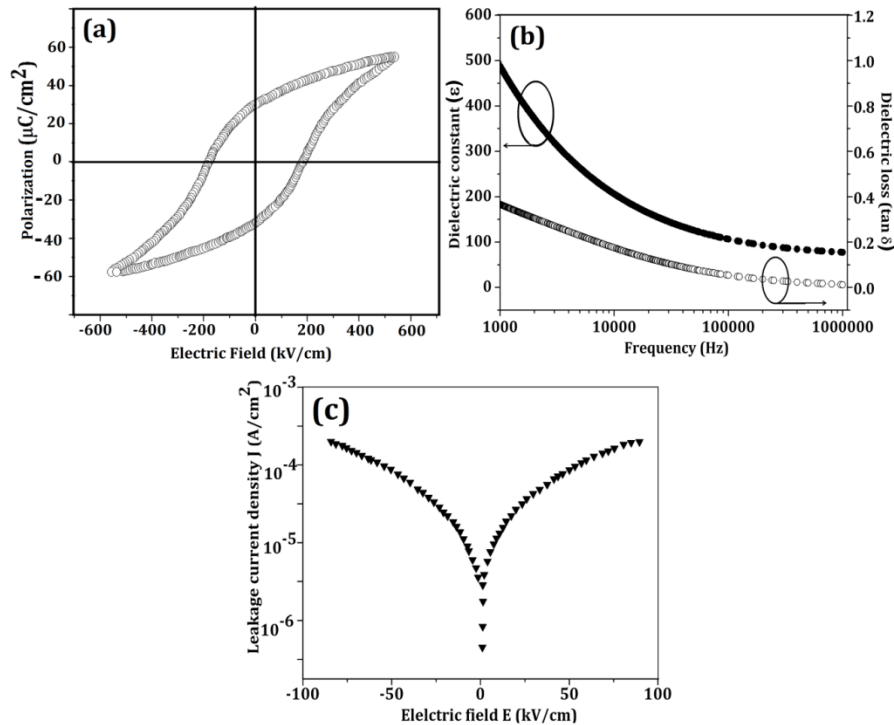 (a)
Polarization (μC/cm²)
60
40
20
0
-20
-40
-60
-600 -400 -200 0 200 400 600
Electric Field (kV/cm)
(b)
Dielectric constant (ε)
600
500
400
300
200
100
0
1.2
1.0
0.8
0.6
0.4
0.2
0.0
Dielectric loss (tan δ)
1000 10000 100000 1000000
Frequency (Hz)
(c)
Leakage current density J (A/cm²)
10⁻³
10⁻⁴
10⁻⁵
10⁻⁶
-100 -50 0 50 100
Elelctric field E (kV/cm)